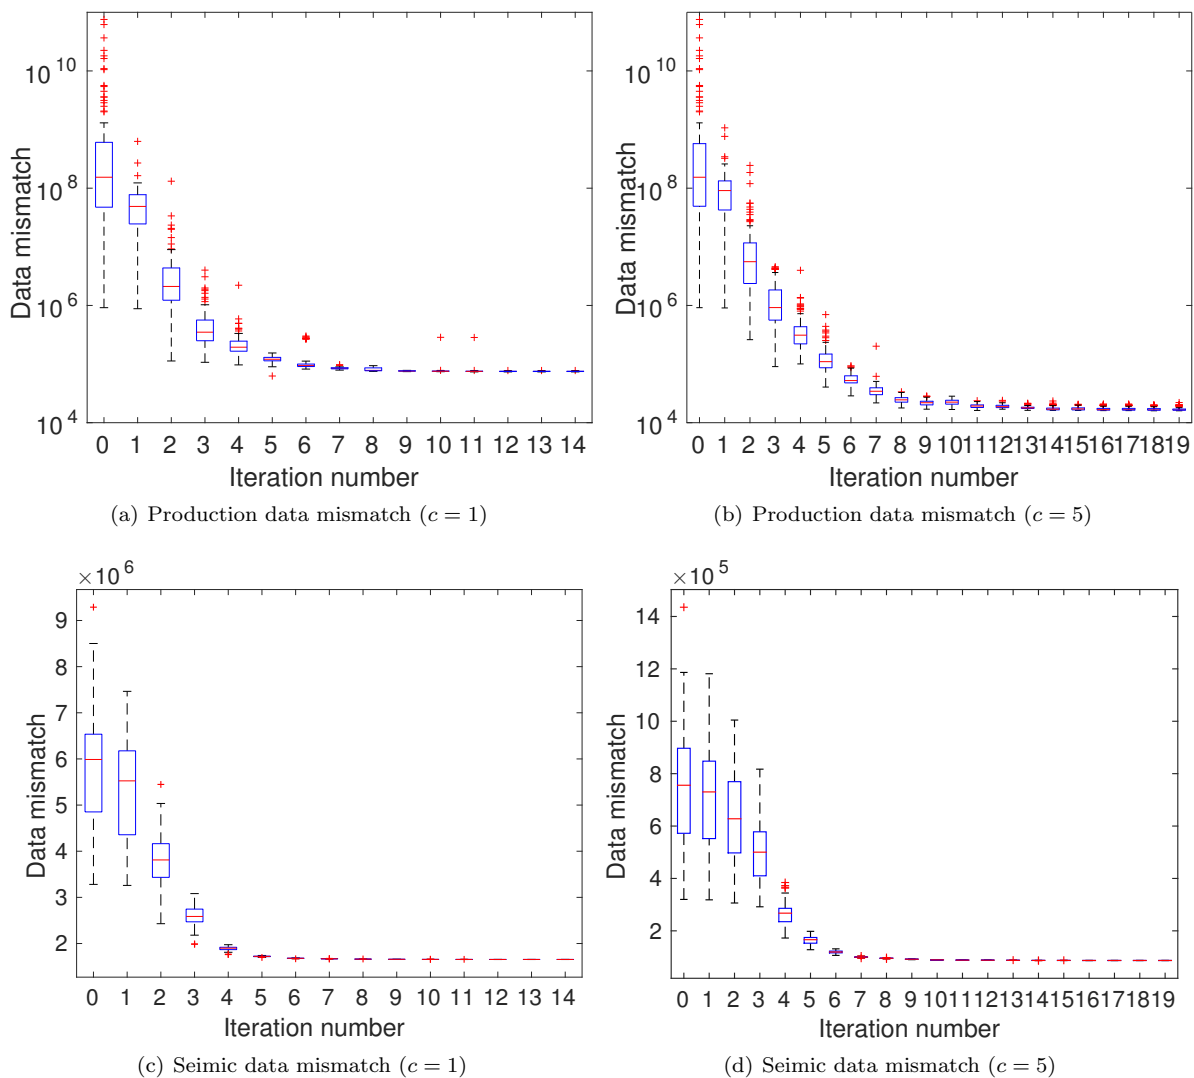 10^10
10^8
10^6
10^4
Data mismatch
0 1 2 3 4 5 6 7 8 9 10 11 12 13 14
Iteration number
(a) Production data mismatch (c = 1)
10^10
10^8
10^6
10^4
Data mismatch
0 1 2 3 4 5 6 7 8 9 10 11 12 13 14 15 16 17 18 19
Iteration number
(b) Production data mismatch (c = 5)
×10^6
9
8
7
6
5
4
3
2
Data mismatch
0 1 2 3 4 5 6 7 8 9 10 11 12 13 14
Iteration number
(c) Seimic data mismatch (c = 1)
×10^5
14
12
10
8
6
4
2
Data mismatch
0 1 2 3 4 5 6 7 8 9 10 11 12 13 14 15 16 17 18 19
Iteration number
(d) Seimic data mismatch (c = 5)